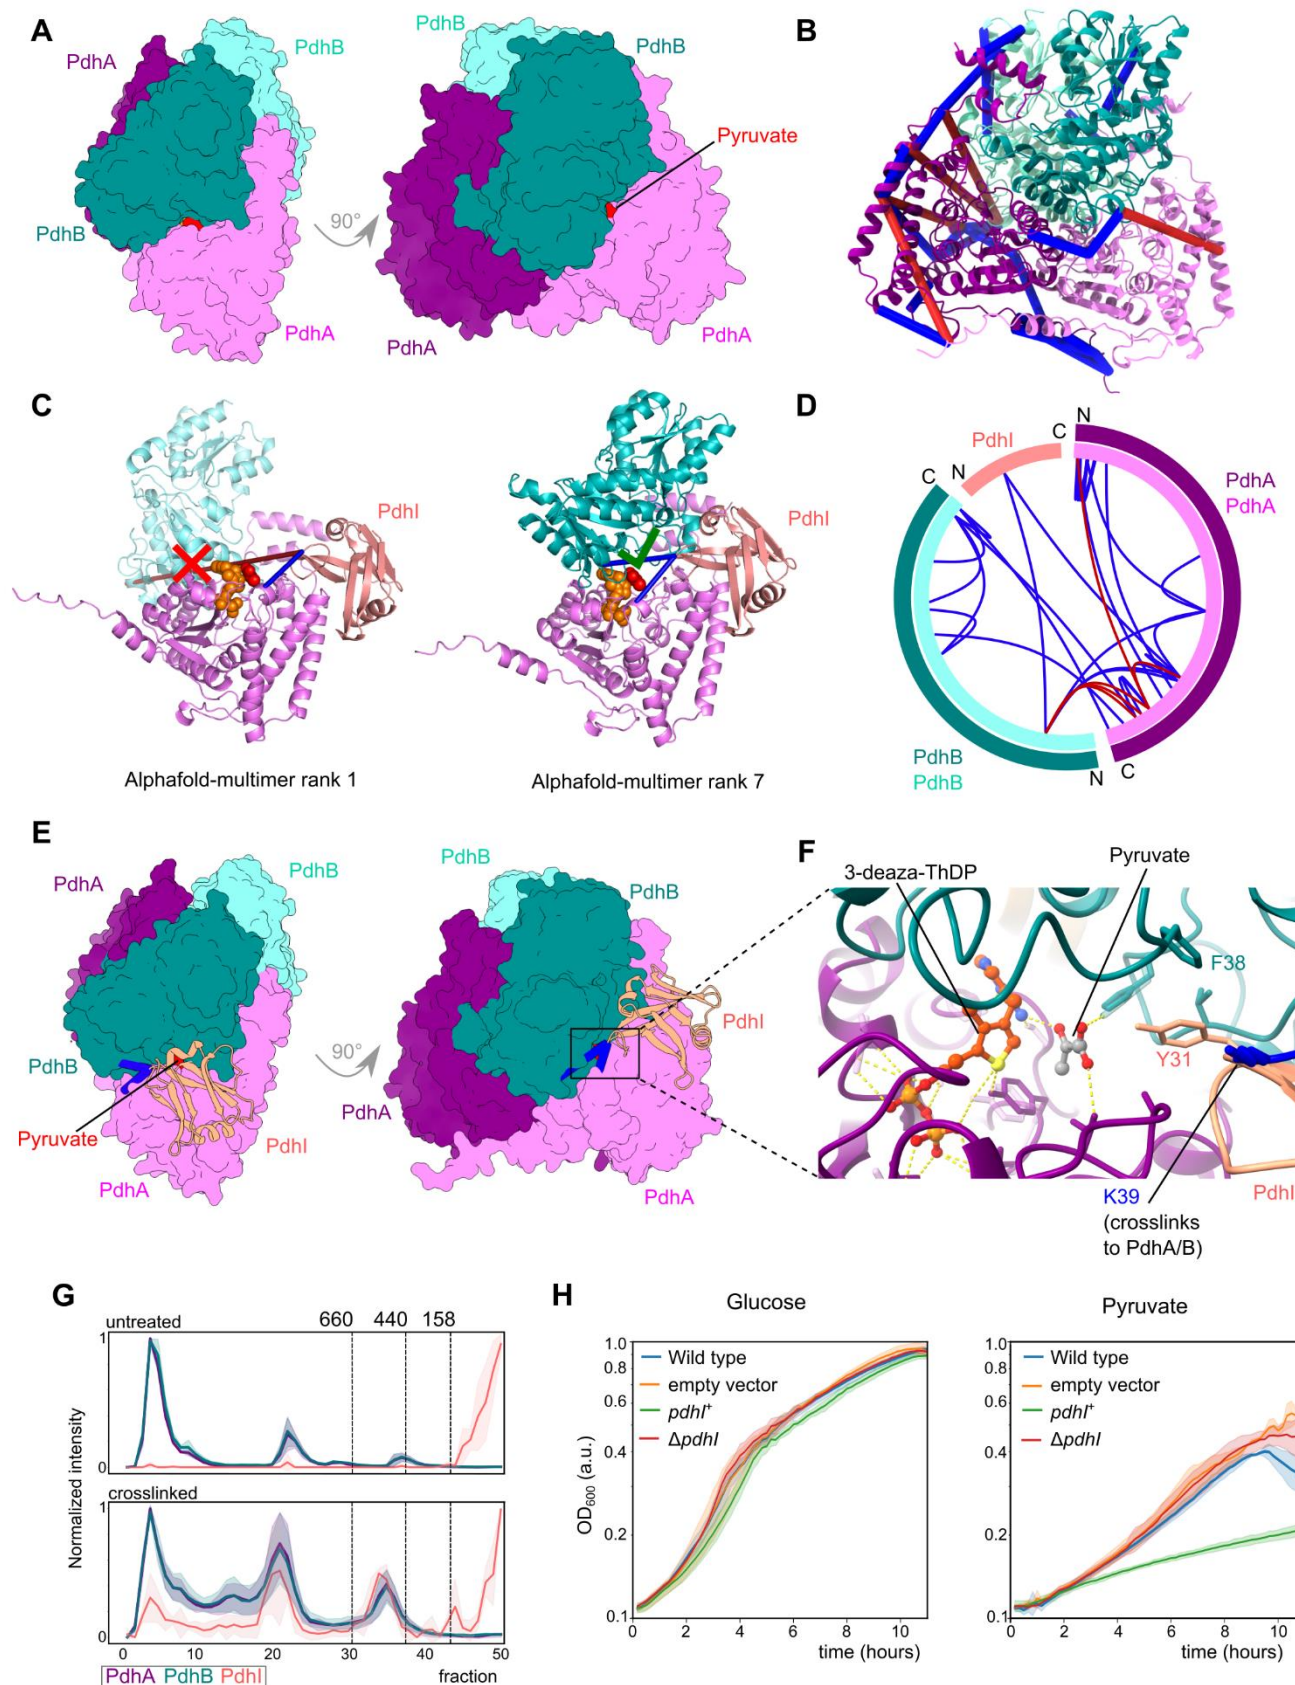 A
PdhA
PdhB
PdhB
PdhA
90°
PdhB
Pyruvate
PdhA
PdhA
B
C
PdhI
Alphafold-multimer rank 1
PdhI
Alphafold-multimer rank 7
D
C
N
PdhI
C
N
PdhA
PdhA
PdhB
PdhB
N
C
E
PdhA
PdhB
PdhB
Pyruvate
PdhI
PdhA
90°
PdhB
PdhI
PdhA
PdhA
F
3-deaza-ThDP
Pyruvate
F38
Y31
K39
(crosslinks
to PdhA/B)
PdhI
G
untreated
660
440
158
1
0
Normalized intensity
crosslinked
1
0
0
10
20
30
40
50
PdhA PdhB PdhI
fraction
H
Glucose
1.0
0.8
0.6
0.4
0.2
0.1
OD600 (a.u.)
Wild type
empty vector
pdhI+
ΔpdhI
0
2
4
6
8
10
time (hours)
Pyruvate
1.0
0.8
0.6
0.4
0.2
0.1
Wild type
empty vector
pdhI+
ΔpdhI
0
2
4
6
8
10
time (hours)